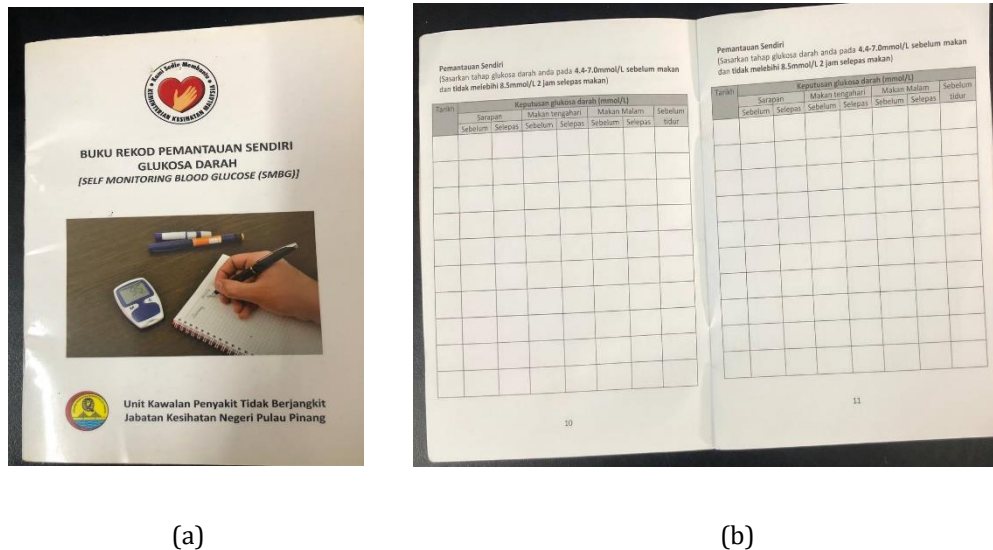 Kami Sedia Membantu
KEMENTERIAN KESIHATAN MALAYSIA
BUKU REKOD PEMANTAUAN SENDIRI
GLUKOSA DARAH
[SELF MONITORING BLOOD GLUCOSE (SMBG)]
Unit Kawalan Penyakit Tidak Berjangkit
Jabatan Kesihatan Negeri Pulau Pinang
(a)
Pemantauan Sendiri
(Sasarkan tahap glukosa darah anda pada 4.4-7.0mmol/L sebelum makan
dan tidak melebihi 8.5mmol/L 2 jam selepas makan)
Tarikh Keputusan glukosa darah (mmol/L)
Sarapan Makan tengahari Makan Malam Sebelum
Sebelum Selepas Sebelum Selepas Sebelum Selepas tidur
10
Pemantauan Sendiri
(Sasarkan tahap glukosa darah anda pada 4.4-7.0mmol/L sebelum makan
dan tidak melebihi 8.5mmol/L 2 jam selepas makan)
Tarikh Keputusan glukosa darah (mmol/L)
Sarapan Makan tengahari Makan Malam Sebelum
Sebelum Selepas Sebelum Selepas Sebelum Selepas tidur
11
(b)